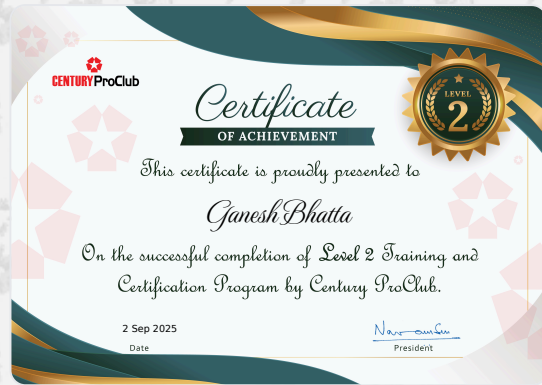 CENTURY ProClub
LEVEL
2
Certificate
OF ACHIEVEMENT
This certificate is proudly presented to
Ganesh Bhatta
On the successful completion of Level 2 Training and
Certification Program by Century ProClub.
2 Sep 2025
Date
President